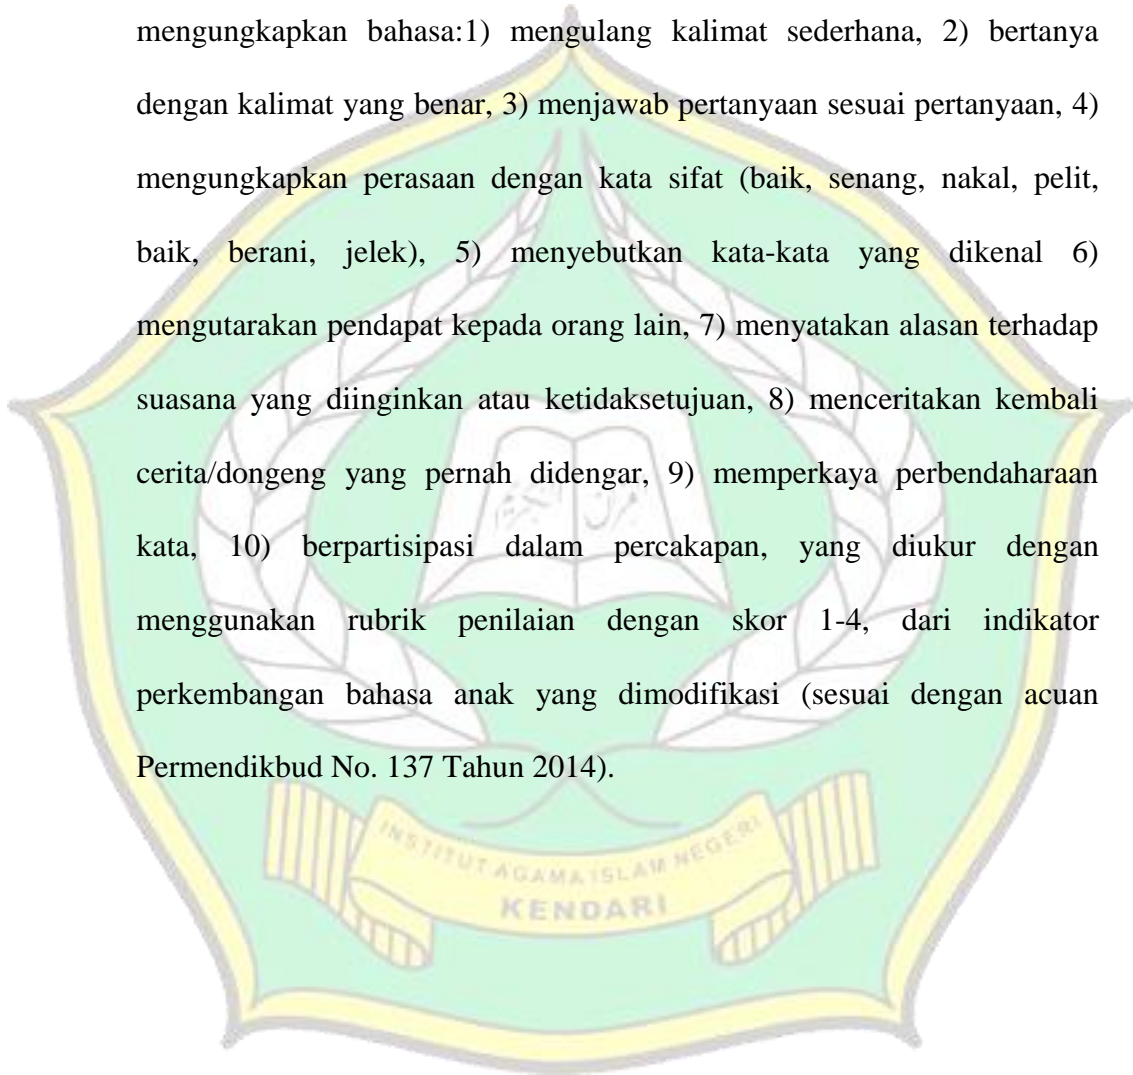 mengungkapkan bahasa:1) mengulang kalimat sederhana, 2) bertanya
dengan kalimat yang benar, 3) menjawab pertanyaan sesuai pertanyaan, 4)
mengungkapkan perasaan dengan kata sifat (baik, senang, nakal, pelit,
baik, berani, jelek), 5) menyebutkan kata-kata yang dikenal 6)
mengutarakan pendapat kepada orang lain, 7) menyatakan alasan terhadap
suasana yang diinginkan atau ketidaksetujuan, 8) menceritakan kembali
cerita/dongeng yang pernah didengar, 9) memperkaya perbendaharaan
kata, 10) berpartisipasi dalam percakapan, yang diukur dengan
menggunakan rubrik penilaian dengan skor 1-4, dari indikator
perkembangan bahasa anak yang dimodifikasi (sesuai dengan acuan
Permendikbud No. 137 Tahun 2014).
INSTITUT AGAMA ISLAM NEGERI
KENDARI